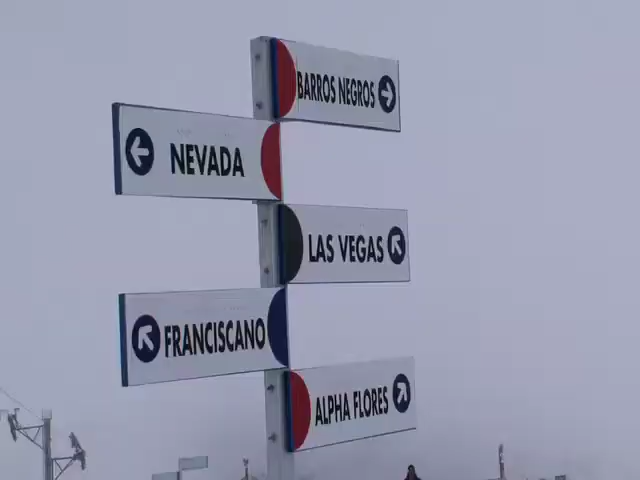 BARROS NEGROS
NEVADA
LAS VEGAS
FRANCISCANO
ALPHA FLORES